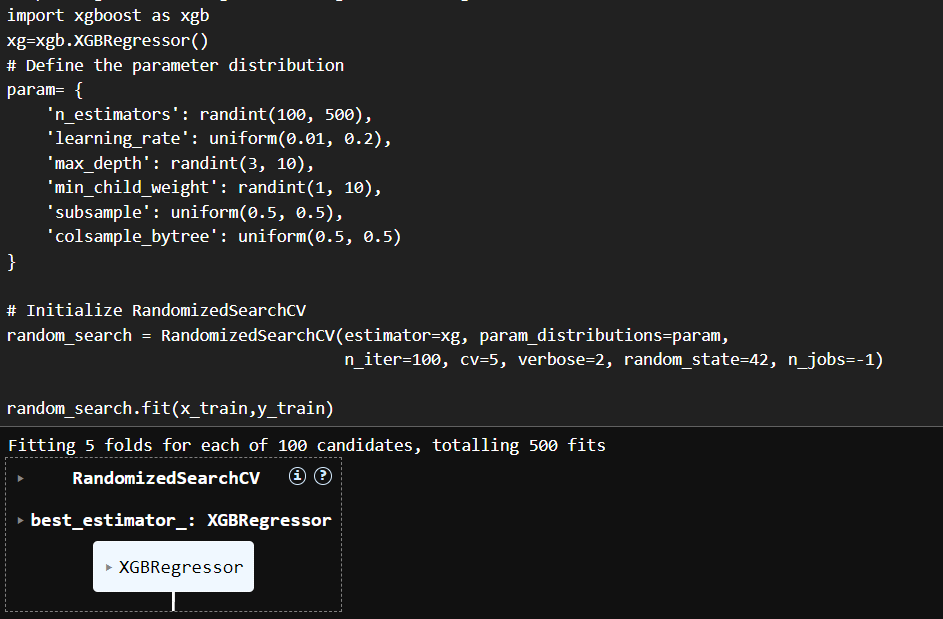 import xgboost as xgb
xg=xgb.XGBRegressor()
# Define the parameter distribution
param= {
    'n_estimators': randint(100, 500),
    'learning_rate': uniform(0.01, 0.2),
    'max_depth': randint(3, 10),
    'min_child_weight': randint(1, 10),
    'subsample': uniform(0.5, 0.5),
    'colsample_bytree': uniform(0.5, 0.5)
}
# Initialize RandomizedSearchCV
random_search = RandomizedSearchCV(estimator=xg, param_distributions=param,
                                   n_iter=100, cv=5, verbose=2, random_state=42, n_jobs=-1)
random_search.fit(x_train,y_train)
Fitting 5 folds for each of 100 candidates, totalling 500 fits
RandomizedSearchCV i ?
best_estimator_: XGBRegressor
XGBRegressor